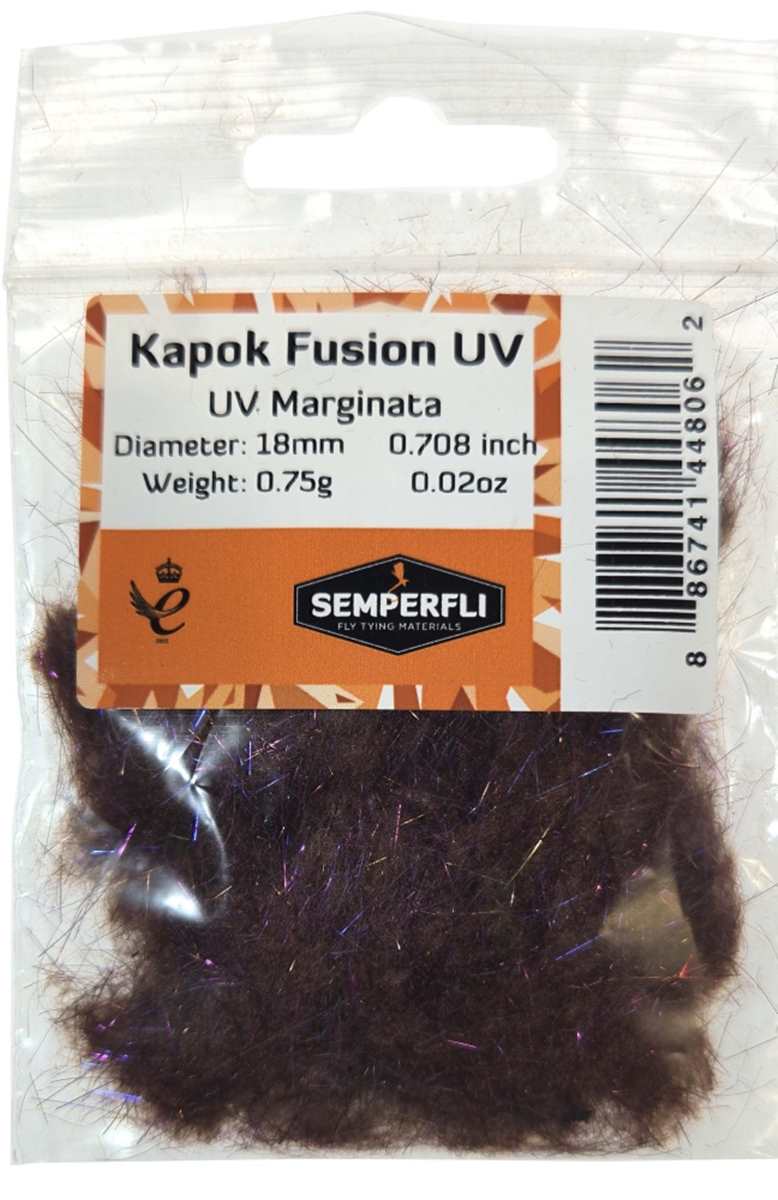 Kapok Fusion UV
UV Marginata
Diameter: 18mm 0.708 inch
Weight: 0.75g 0.02oz
SEMPERFLI
FLY TYING MATERIALS
8 86741 44806 2